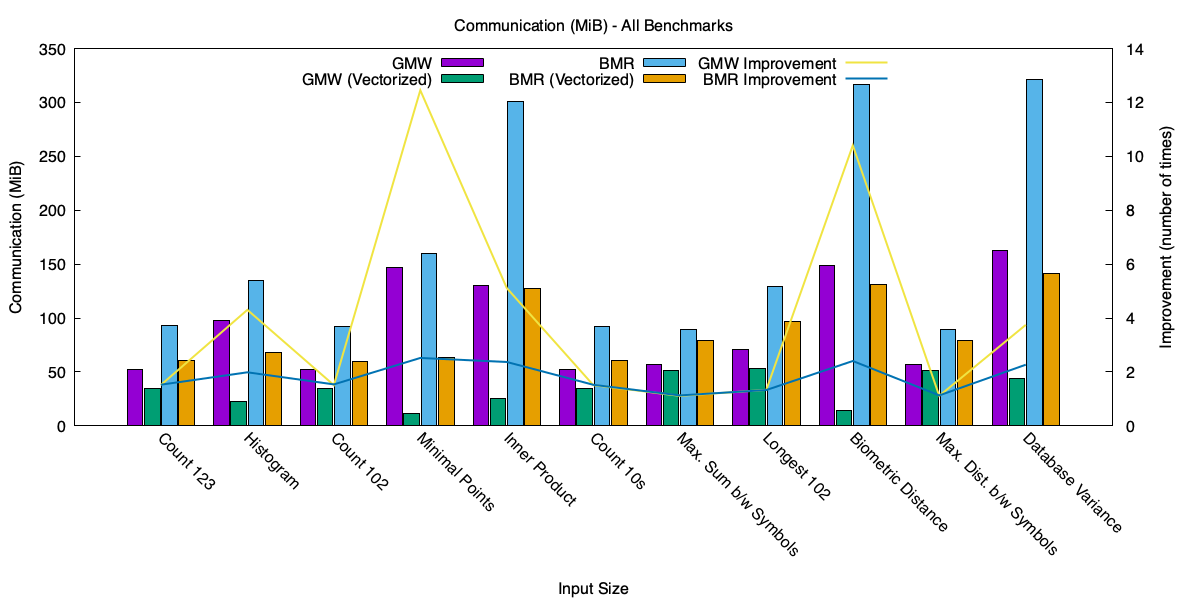 Communication (MiB) - All Benchmarks
GMW
GMW (Vectorized)
BMR
BMR (Vectorized)
GMW Improvement
BMR Improvement
Communication (MiB)
350
300
250
200
150
100
50
0
14
12
10
8
6
4
2
0
Improvement (number of times)
Count 123
Histogram
Count 102
Minimal Points
Inner Product
Count 10s
Max. Sum b/w Symbols
Longest 102
Biometric Distance
Max. Dist. b/w Symbols
Database Variance
Input Size